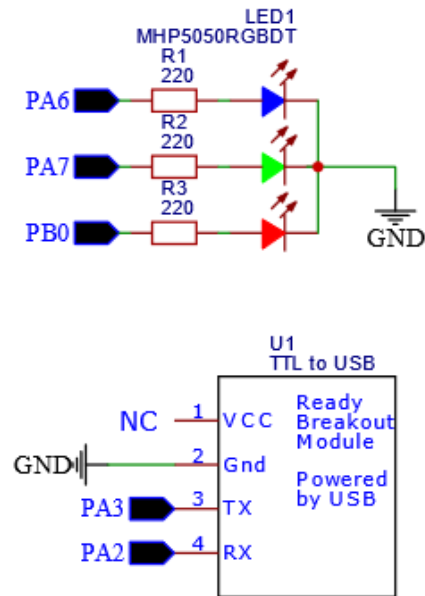 LED1
MHP5050RGBDT
R1
220
PA6
R2
220
PA7
R3
220
PB0
GND
U1
TTL to USB
NC 1 VCC Ready
Breakout
Module
GND 2 Gnd
Powered
by USB
PA3 3 TX
PA2 4 RX